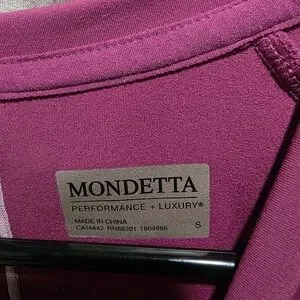 MONDETTA
PERFORMANCE + LUXURY®
MADE IN CHINA
CA14442 RN88201 1804986
S